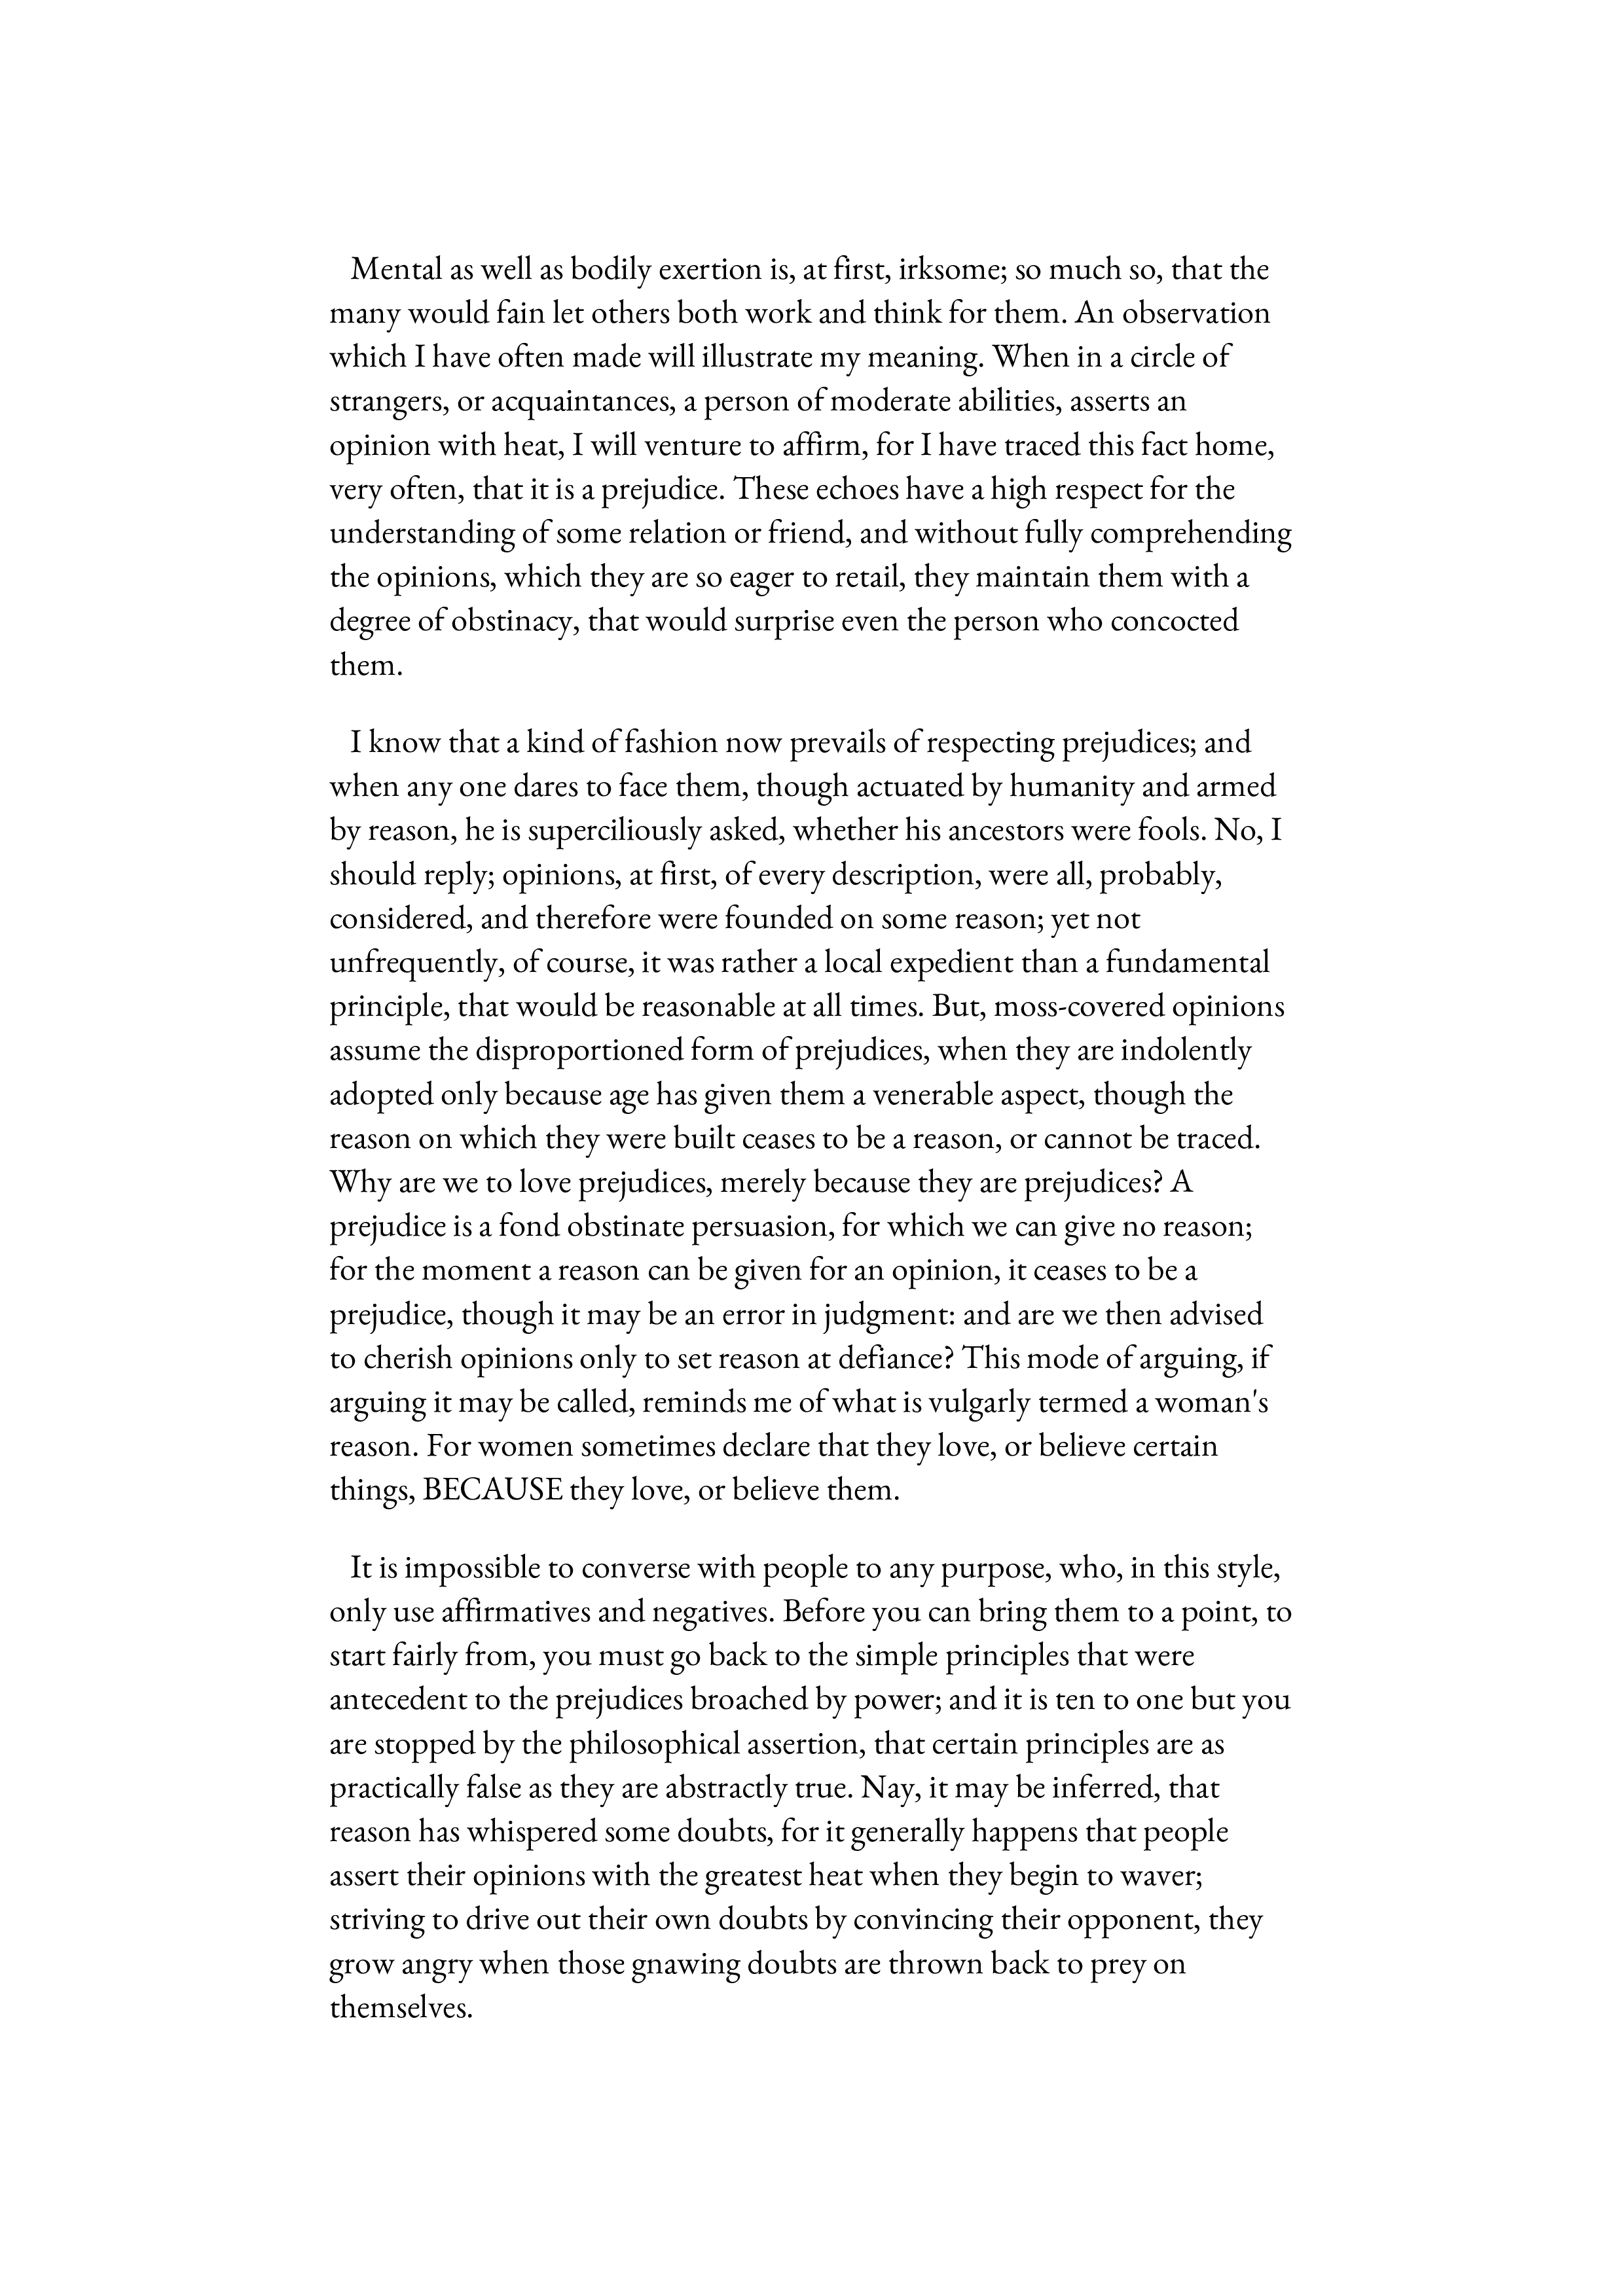 Mental as well as bodily exertion is, at first, irksome; so much so, that the
many would fain let others both work and think for them. An observation
which I have often made will illustrate my meaning. When in a circle of
strangers, or acquaintances, a person of moderate abilities, asserts an
opinion with heat, I will venture to affirm, for I have traced this fact home,
very often, that it is a prejudice. These echoes have a high respect for the
understanding of some relation or friend, and without fully comprehending
the opinions, which they are so eager to retail, they maintain them with a
degree of obstinacy, that would surprise even the person who concocted
them.
I know that a kind of fashion now prevails of respecting prejudices; and
when any one dares to face them, though actuated by humanity and armed
by reason, he is superciliously asked, whether his ancestors were fools. No, I
should reply; opinions, at first, of every description, were all, probably,
considered, and therefore were founded on some reason; yet not
unfrequently, of course, it was rather a local expedient than a fundamental
principle, that would be reasonable at all times. But, moss-covered opinions
assume the disproportioned form of prejudices, when they are indolently
adopted only because age has given them a venerable aspect, though the
reason on which they were built ceases to be a reason, or cannot be traced.
Why are we to love prejudices, merely because they are prejudices? A
prejudice is a fond obstinate persuasion, for which we can give no reason;
for the moment a reason can be given for an opinion, it ceases to be a
prejudice, though it may be an error in judgment: and are we then advised
to cherish opinions only to set reason at defiance? This mode of arguing, if
arguing it may be called, reminds me of what is vulgarly termed a woman's
reason. For women sometimes declare that they love, or believe certain
things, BECAUSE they love, or believe them.
It is impossible to converse with people to any purpose, who, in this style,
only use affirmatives and negatives. Before you can bring them to a point, to
start fairly from, you must go back to the simple principles that were
antecedent to the prejudices broached by power; and it is ten to one but you
are stopped by the philosophical assertion, that certain principles are as
practically false as they are abstractly true. Nay, it may be inferred, that
reason has whispered some doubts, for it generally happens that people
assert their opinions with the greatest heat when they begin to waver;
striving to drive out their own doubts by convincing their opponent, they
grow angry when those gnawing doubts are thrown back to prey on
themselves.